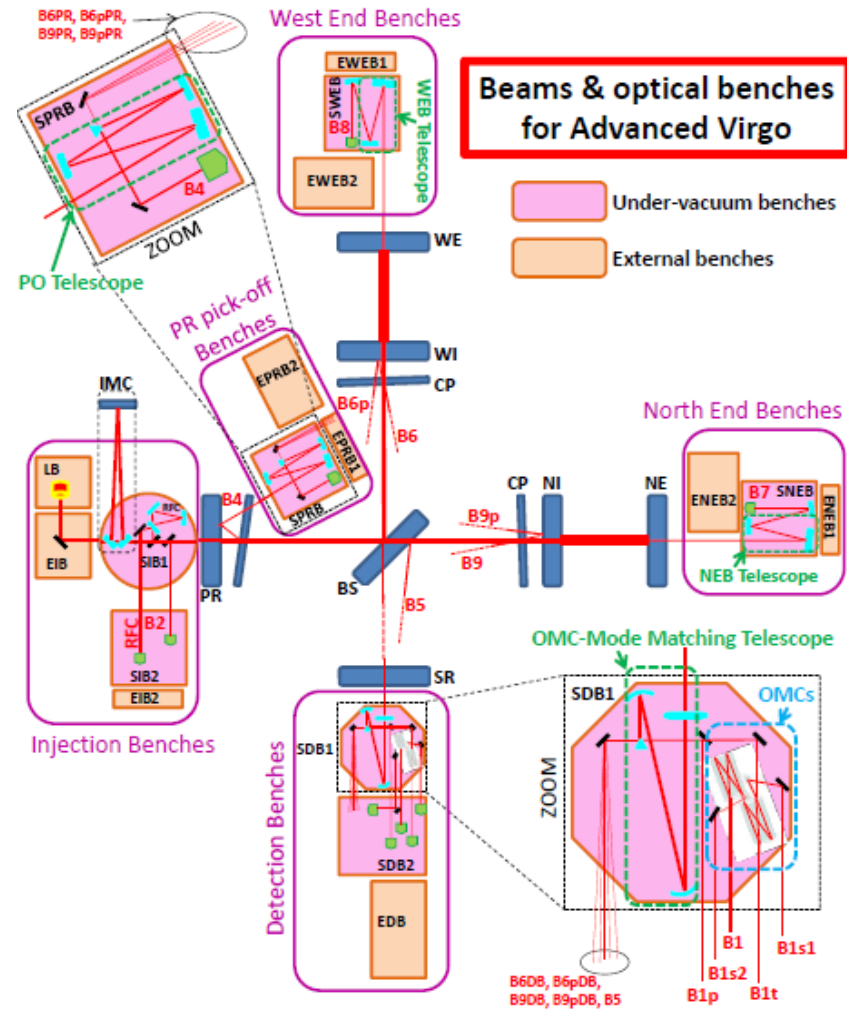 B6PR, B6pPR,
B9PR, B9pPR
West End Benches
EWEB1
SWEB
B8
WEB Telescope
EWEB2
Beams & optical benches
for Advanced Virgo
Under-vacuum benches
External benches
SPRB
B4
ZOOM
PO Telescope
WE
WI
CP
PR pick-off
Benches
EPRB2
EPRB1
SPRB
B6p
B6
IMC
LB
EIB
RFC
SIB1
RFC
B2
SIB2
EIB2
Injection Benches
PR
B4
BS
B5
B9p
B9
CP
NI
NE
North End Benches
ENEB2
B7
SNEB
ENEB1
NEB Telescope
SR
Detection Benches
SDB1
SDB2
EDB
OMC-Mode Matching Telescope
SDB1
OMCs
ZOOM
B6DB, B6pDB,
B9DB, B9pDB, B5
B1p
B1s2
B1
B1t
B1s1